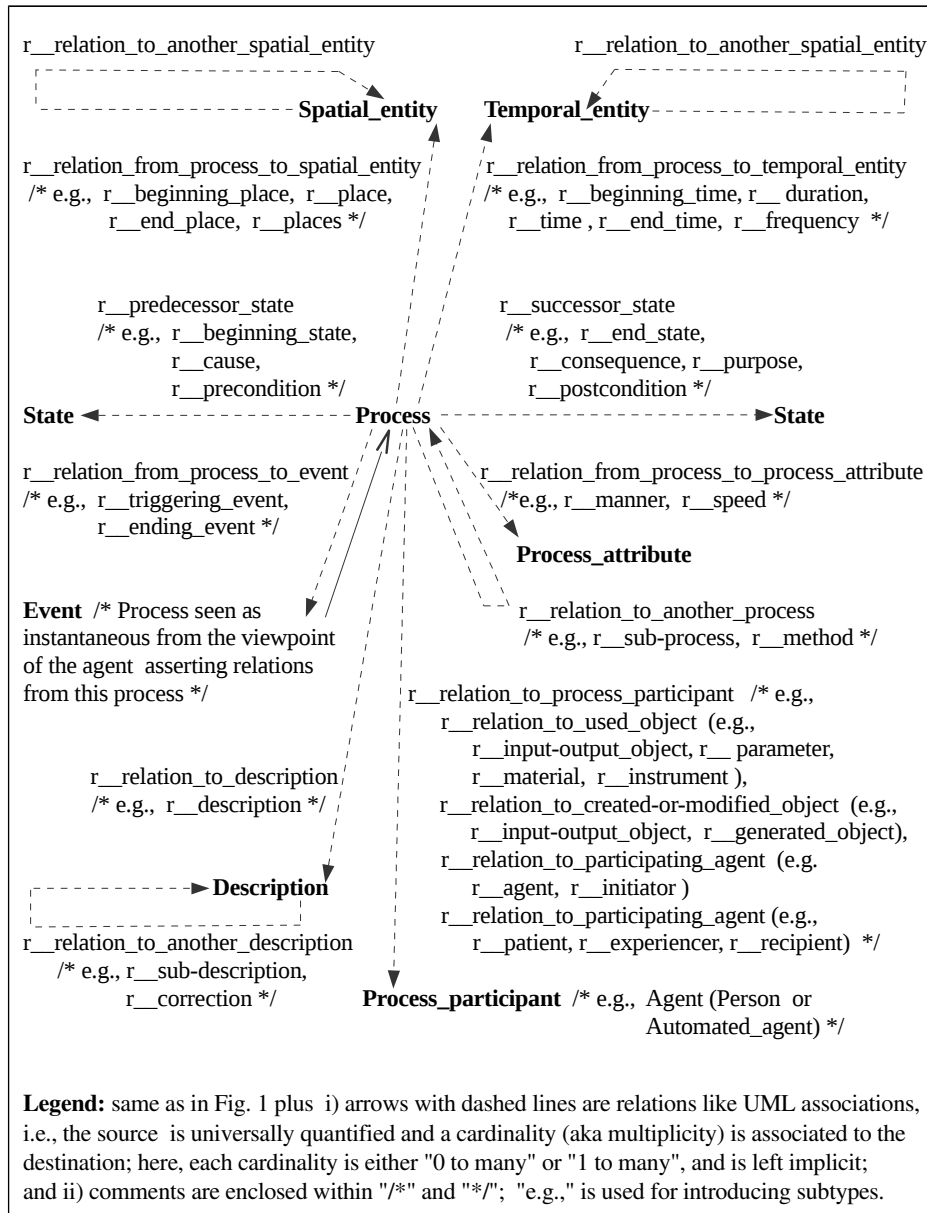 r__relation_to_another_spatial_entity
r__relation_to_another_spatial_entity
Spatial_entity
Temporal_entity
r__relation_from_process_to_spatial_entity
/* e.g., r__beginning_place, r__place,
r__end_place, r__places */
r__relation_from_process_to_temporal_entity
/* e.g., r__beginning_time, r__ duration,
r__time , r__end_time, r__frequency */
r__predecessor_state
/* e.g., r__beginning_state,
r__cause,
r__precondition */
r__successor_state
/* e.g., r__end_state,
r__consequence, r__purpose,
r__postcondition */
State
Process
State
r__relation_from_process_to_event
/* e.g., r__triggering_event,
r__ending_event */
r__relation_from_process_to_process_attribute
/*e.g., r__manner, r__speed */
Process_attribute
Event /* Process seen as
instantaneous from the viewpoint
of the agent asserting relations
from this process */
r__relation_to_another_process
/* e.g., r__sub-process, r__method */
r__relation_to_process_participant /* e.g.,
r__relation_to_used_object (e.g.,
r__input-output_object, r__ parameter,
r__material, r__instrument ),
r__relation_to_created-or-modified_object (e.g.,
r__input-output_object, r__generated_object),
r__relation_to_participating_agent (e.g.
r__agent, r__initiator )
r__relation_to_participating_agent (e.g.,
r__patient, r__experiencer, r__recipient) */
r__relation_to_description
/* e.g., r__description */
Description
r__relation_to_another_description
/* e.g., r__sub-description,
r__correction */
Process_participant /* e.g., Agent (Person or
Automated_agent) */
Legend: same as in Fig. 1 plus i) arrows with dashed lines are relations like UML associations,
i.e., the source is universally quantified and a cardinality (aka multiplicity) is associated to the
destination; here, each cardinality is either "0 to many" or "1 to many", and is left implicit;
and ii) comments are enclosed within "/*" and "*/"; "e.g.," is used for introducing subtypes.